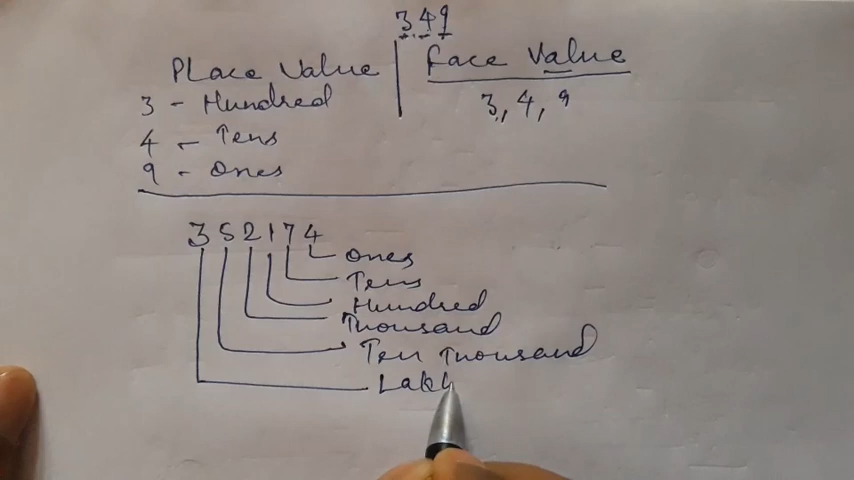 349
Place Value | Face Value
3 - Hundred
3, 4, 9
4 - Tens
9 - Ones
352174
Ones
Tens
Hundred
Thousand
Ten Thousand
Lakh